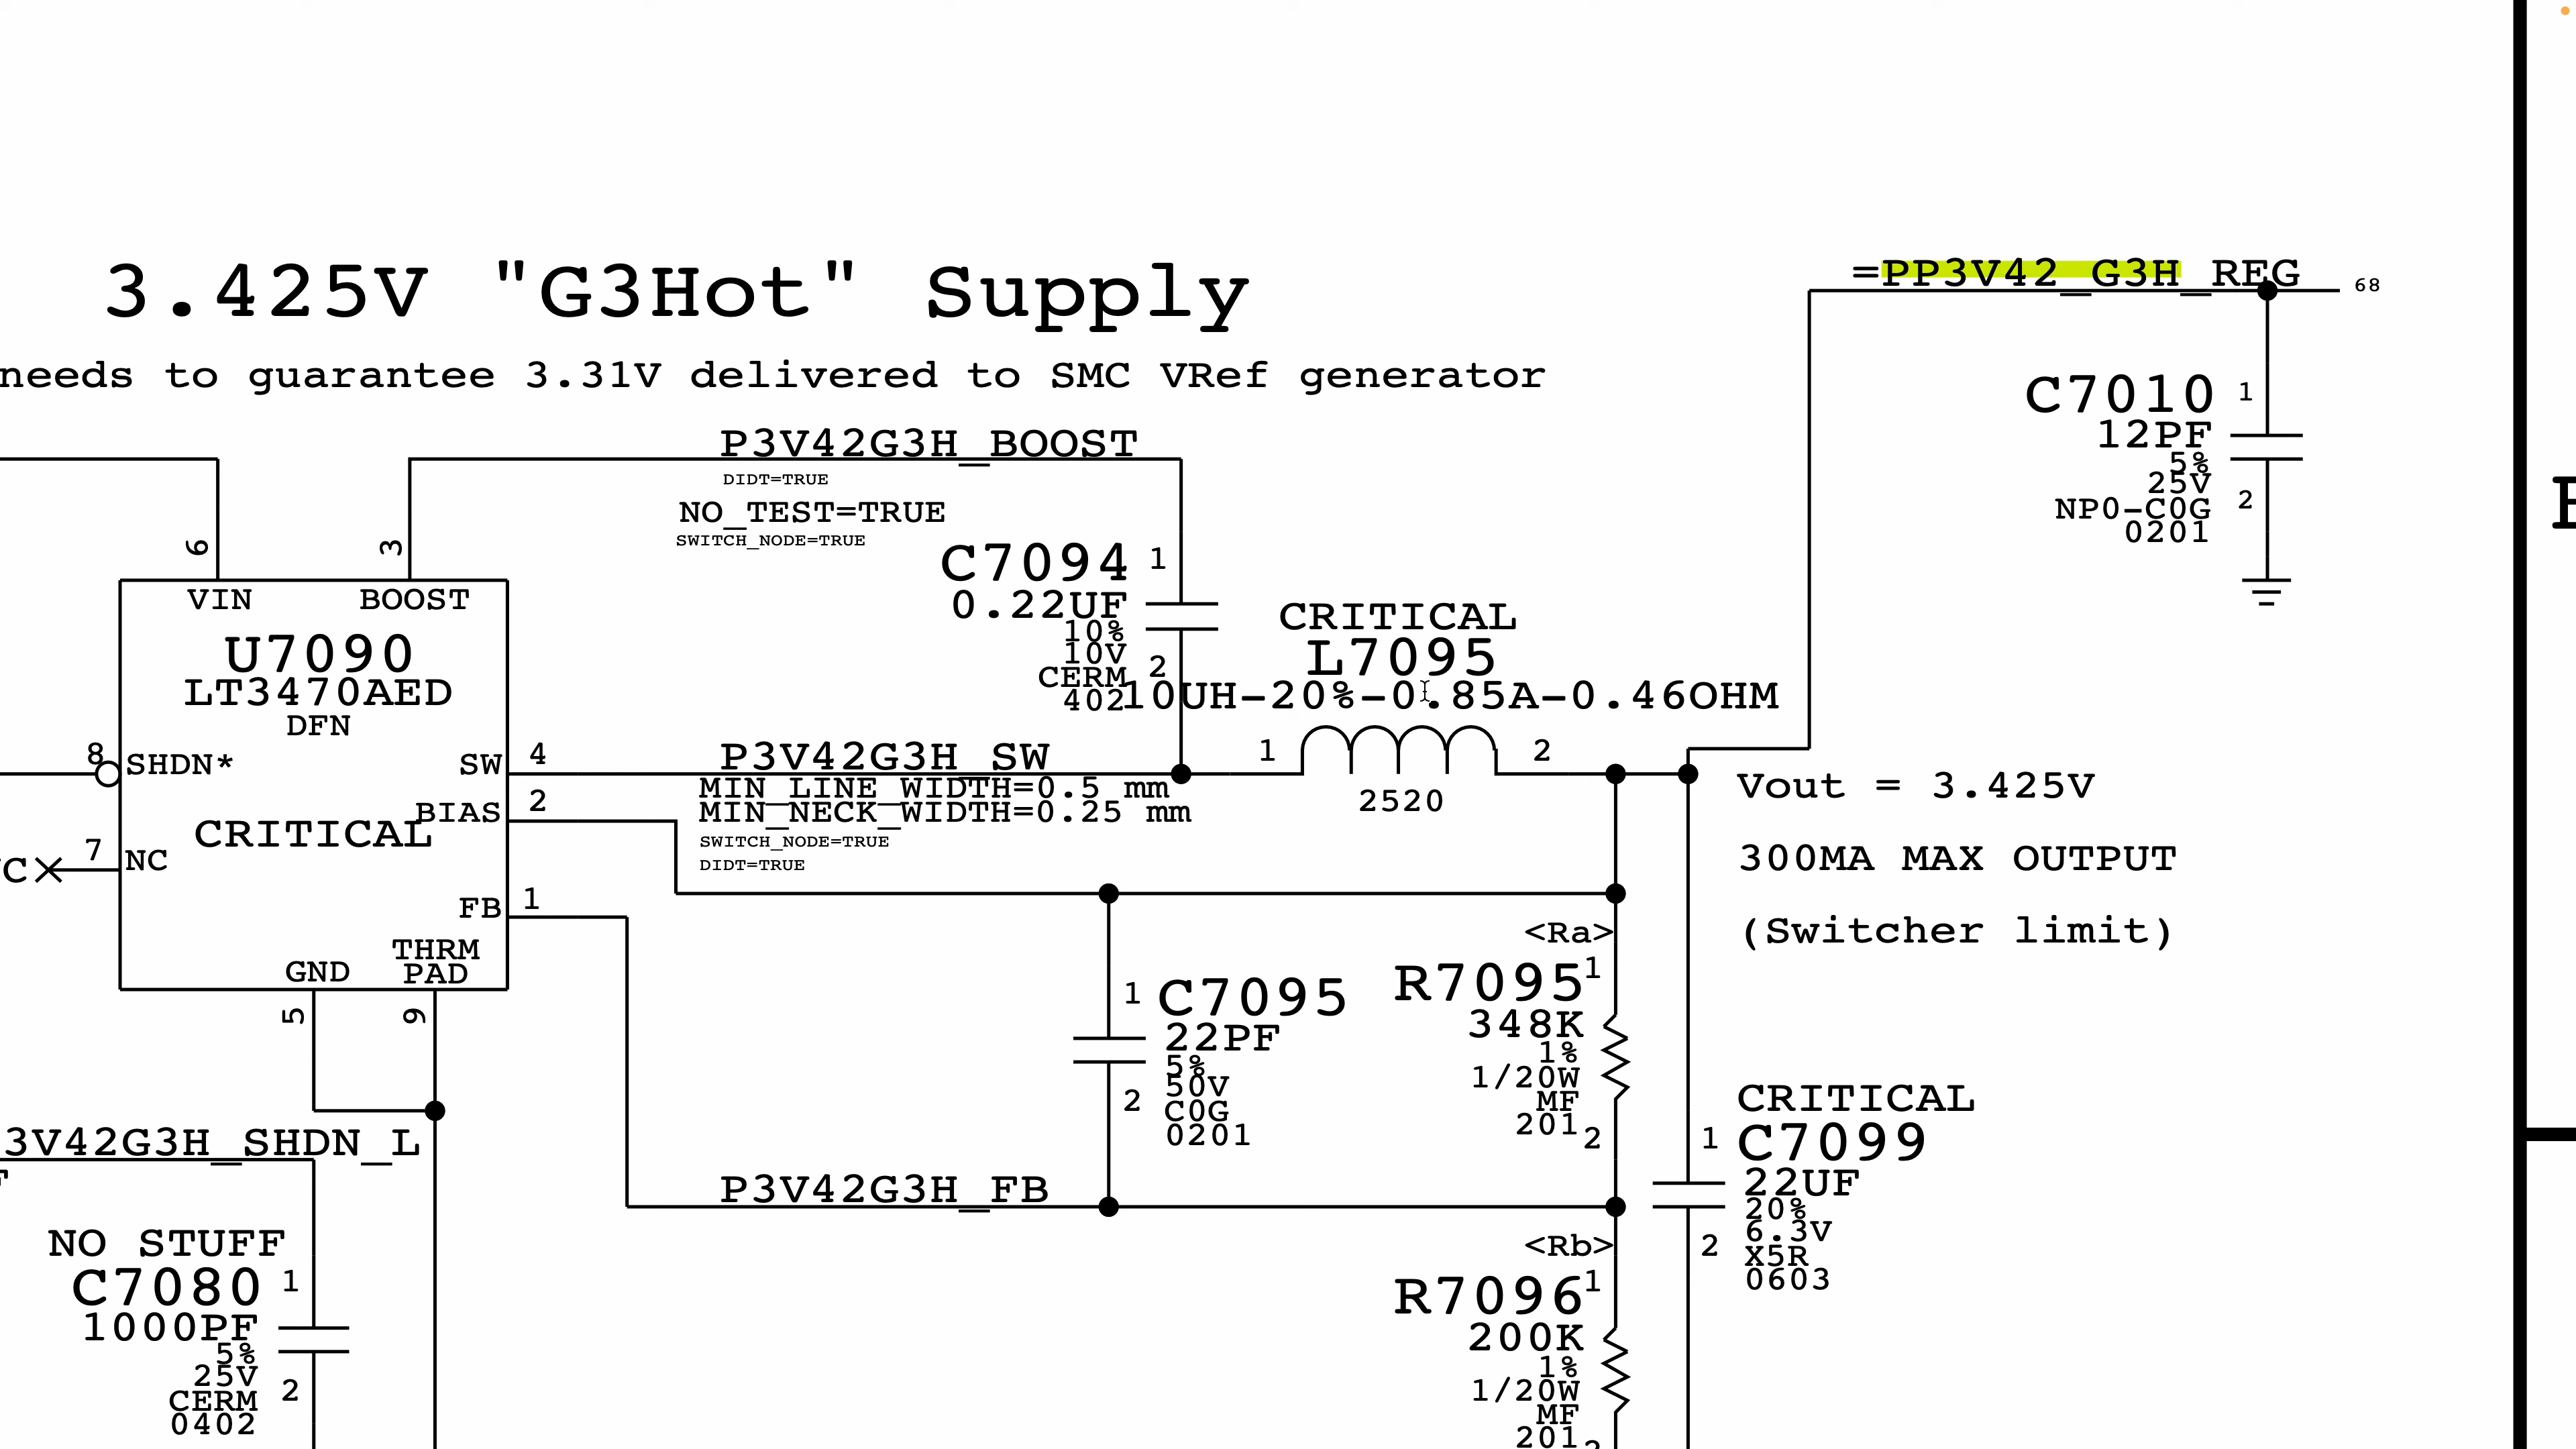 3.425V "G3Hot" Supply
needs to guarantee 3.31V delivered to SMC VRef generator
=PP3V42_G3H_REG
68
C7010
12PF
5%
25V
NP0-C0G
0201
1
2
P3V42G3H_BOOST
DIDT=TRUE
NO_TEST=TRUE
SWITCH_NODE=TRUE
C7094
0.22UF
10%
10V
CERM
402
1
2
6
3
VIN
BOOST
U7090
LT3470AED
DFN
8
SHDN*
SW
4
BIAS
2
CRITICAL
7
NC
FB
1
THRM
PAD
GND
5
9
CRITICAL
L7095
10UH-20%-0.85A-0.46OHM
1
2
2520
P3V42G3H_SW
MIN_LINE_WIDTH=0.5 mm
MIN_NECK_WIDTH=0.25 mm
SWITCH_NODE=TRUE
DIDT=TRUE
Vout = 3.425V
300MA MAX OUTPUT
(Switcher limit)
<Ra>
R7095
348K
1%
1/20W
MF
201
1
2
1
C7095
22PF
5%
50V
C0G
0201
2
CRITICAL
C7099
22UF
20%
6.3V
X5R
0603
1
2
3V42G3H_SHDN_L
P3V42G3H_FB
NO STUFF
C7080
1000PF
5%
25V
CERM
0402
1
2
<Rb>
R7096
200K
1%
1/20W
MF
201
1
2